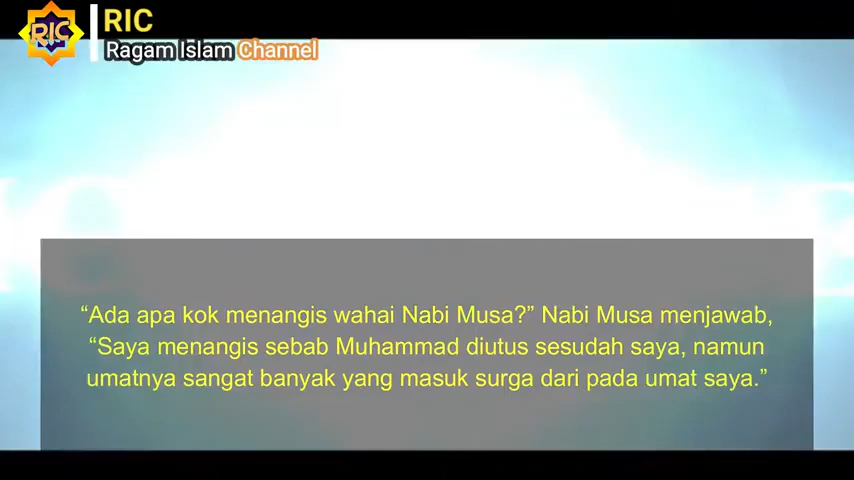 RIC
RIC
Ragam Islam Channel
“Ada apa kok menangis wahai Nabi Musa?” Nabi Musa menjawab,
“Saya menangis sebab Muhammad diutus sesudah saya, namun
umatnya sangat banyak yang masuk surga dari pada umat saya.”